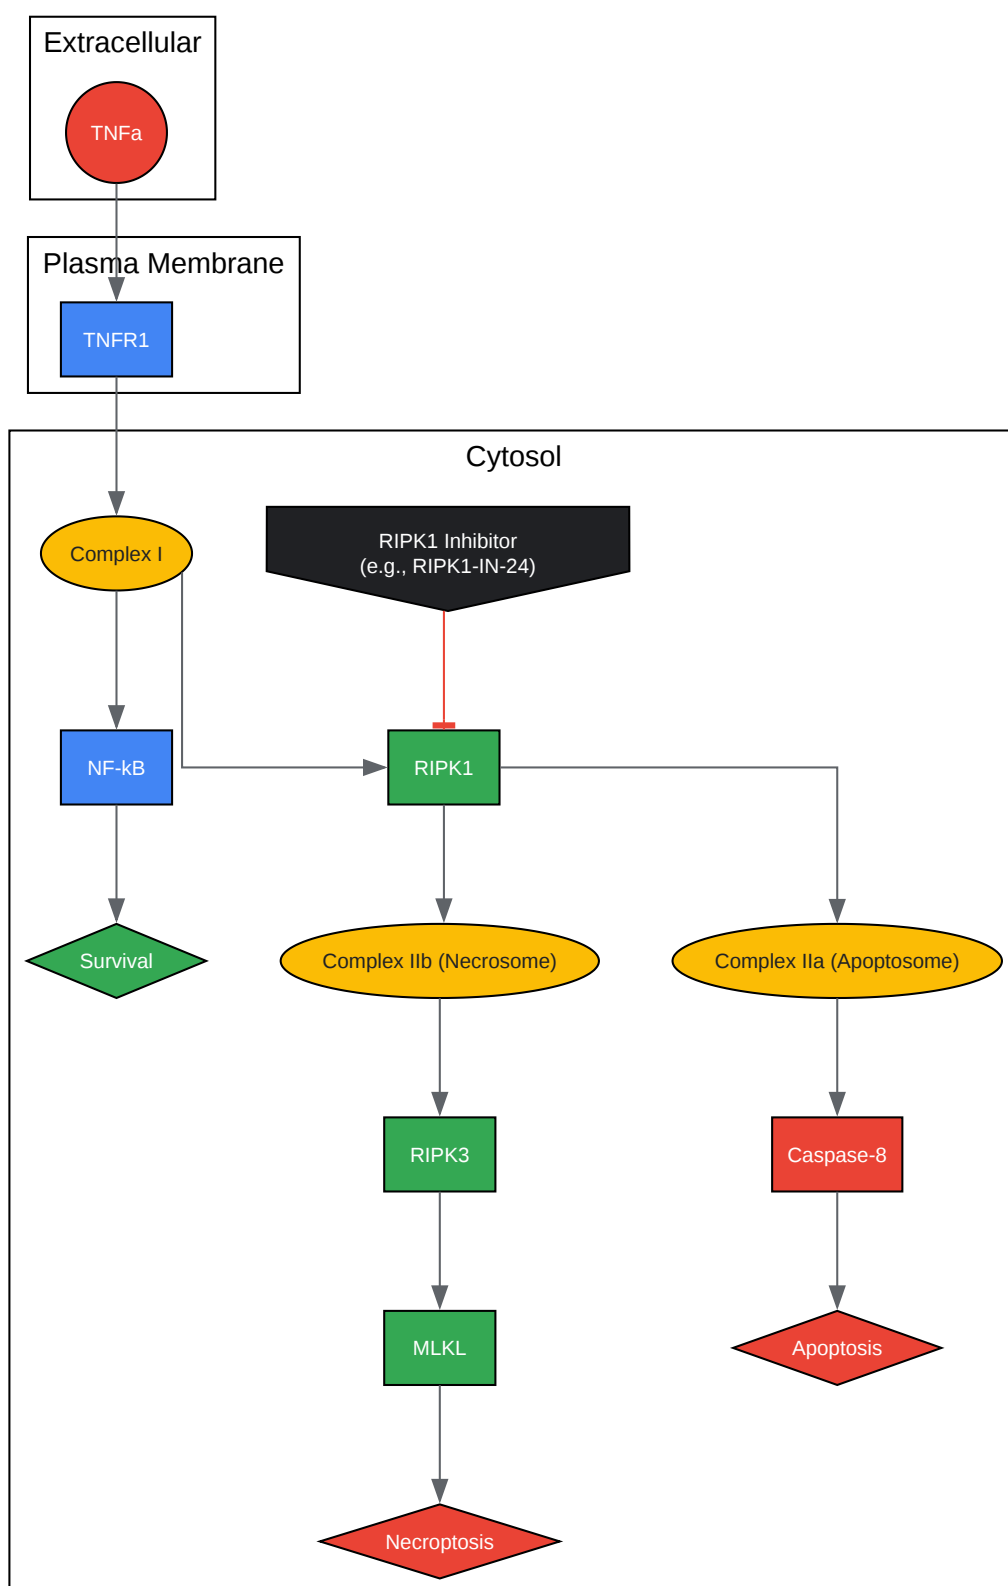 Extracellular
TNFa
Plasma Membrane
TNFR1
Cytosol
Complex I
RIPK1 Inhibitor
(e.g., RIPK1-IN-24)
NF-kB
RIPK1
Survival
Complex IIb (Necrosome)
Complex IIa (Apoptosome)
RIPK3
Caspase-8
MLKL
Apoptosis
Necroptosis